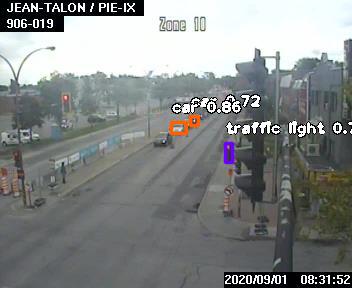 JEAN-TALON / PIE-IX
906-019
Zone 10
car 0.72
car 0.86
traffic light 0.7
2020/09/01 08:31:52